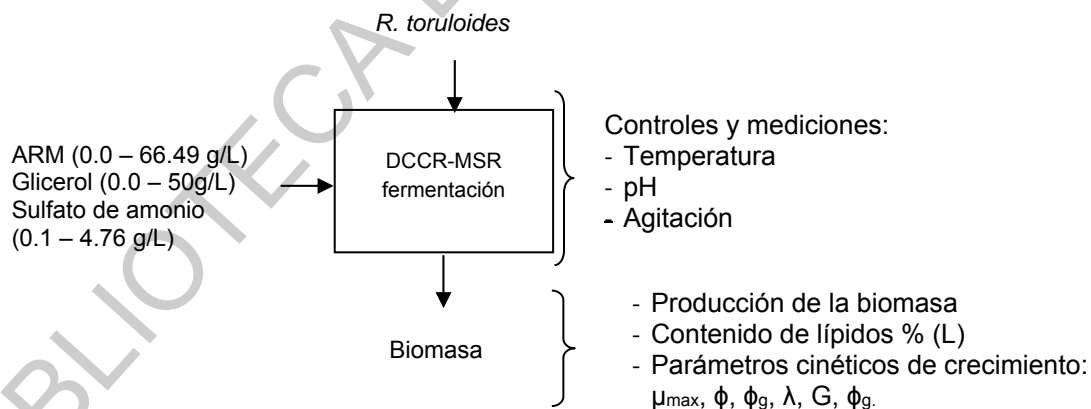 R. toruloides
ARM (0.0 – 66.49 g/L)
Glicerol (0.0 – 50g/L)
Sulfato de amonio
(0.1 – 4.76 g/L)
DCCR-MSR
fermentación
Controles y mediciones:
- Temperatura
- pH
- Agitación
Biomasa
- Producción de la biomasa
- Contenido de lípidos % (L)
- Parámetros cinéticos de crecimiento:
μmax, ϕ, ϕg, λ, G, ϕg.
BLIOTECA